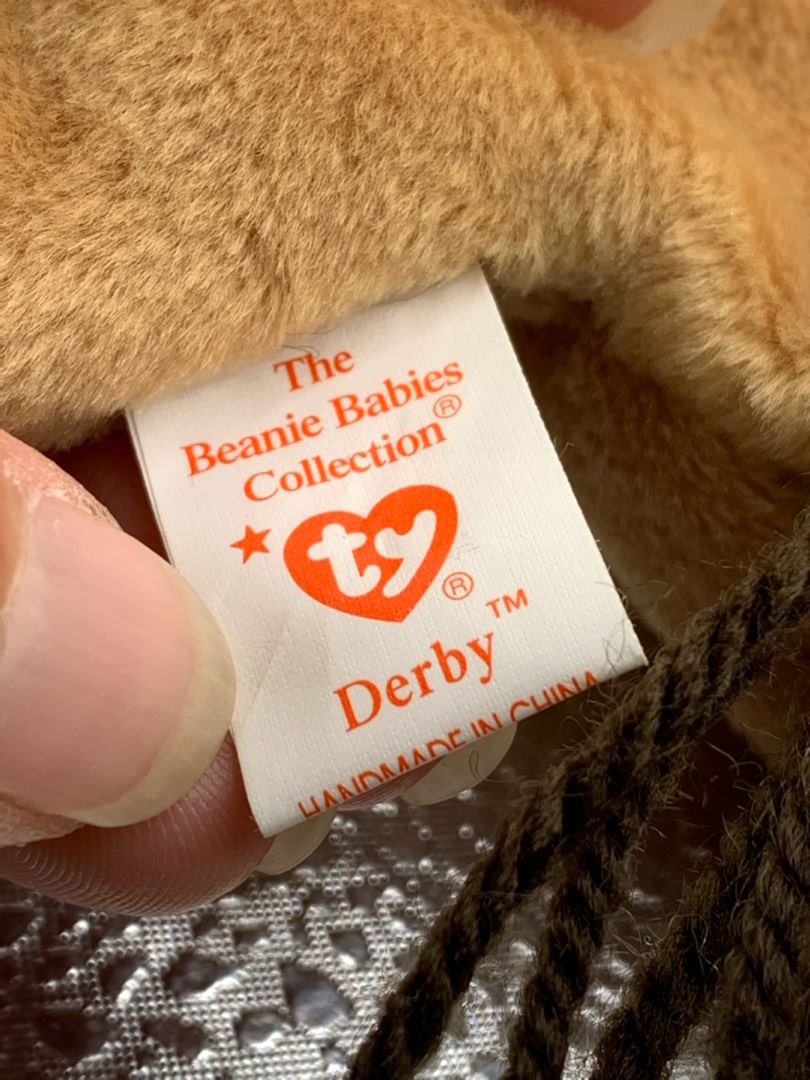 The
Beanie Babies
Collection®
ty®
Derby™
HANDMADE IN CHINA